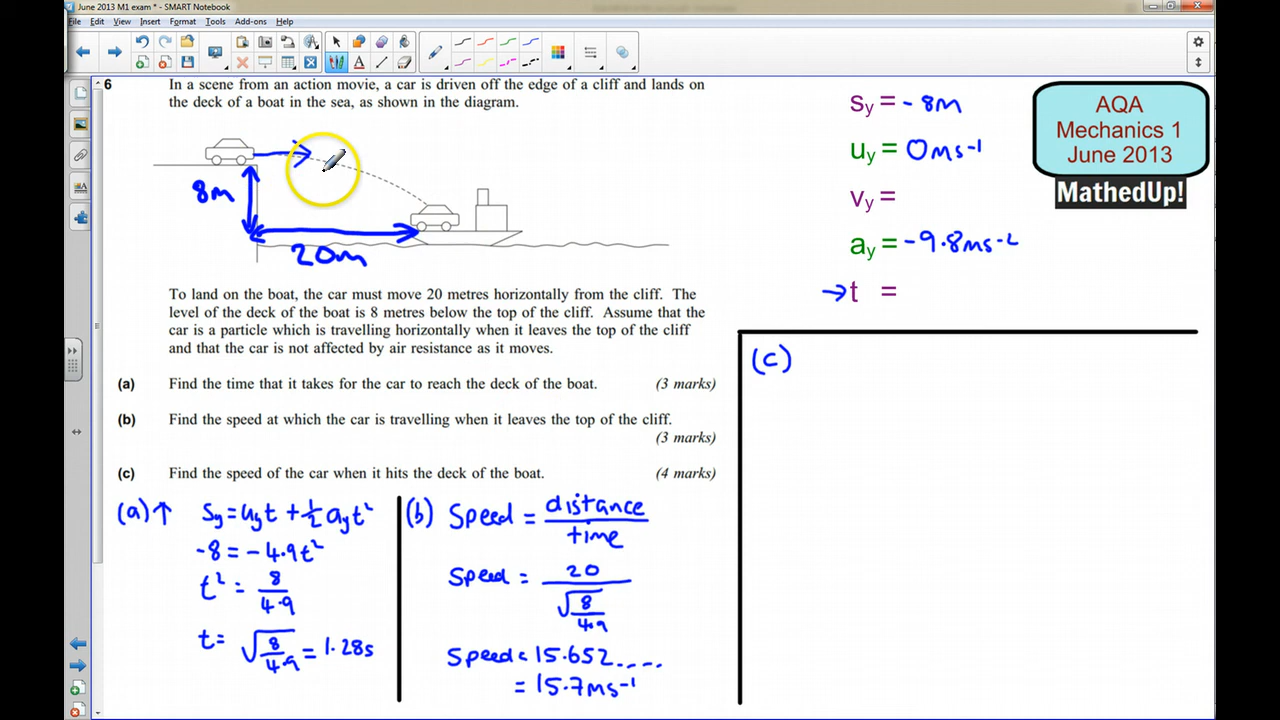 June 2013 M1 exam * - SMART Notebook
File Edit View Insert Format Tools Add-ons Help
6 In a scene from an action movie, a car is driven off the edge of a cliff and lands on
the deck of a boat in the sea, as shown in the diagram.
8m
20m
To land on the boat, the car must move 20 metres horizontally from the cliff. The
level of the deck of the boat is 8 metres below the top of the cliff. Assume that the
car is a particle which is travelling horizontally when it leaves the top of the cliff
and that the car is not affected by air resistance as it moves.
(a) Find the time that it takes for the car to reach the deck of the boat. (3 marks)
(b) Find the speed at which the car is travelling when it leaves the top of the cliff.
(3 marks)
(c) Find the speed of the car when it hits the deck of the boat. (4 marks)
(a)↑ Sy = uyt + ½ayt²
-8 = -4.9t²
t² = 8/4.9
t = √(8/4.9) = 1.28s
(b) Speed = distance/time
Speed = 20/√(8/4.9)
Speed = 15.652.....
= 15.7ms⁻¹
sy = -8m
uy = 0ms⁻¹
vy =
ay = -9.8ms⁻²
→t =
AQA
Mechanics 1
June 2013
MathedUp!
(c)